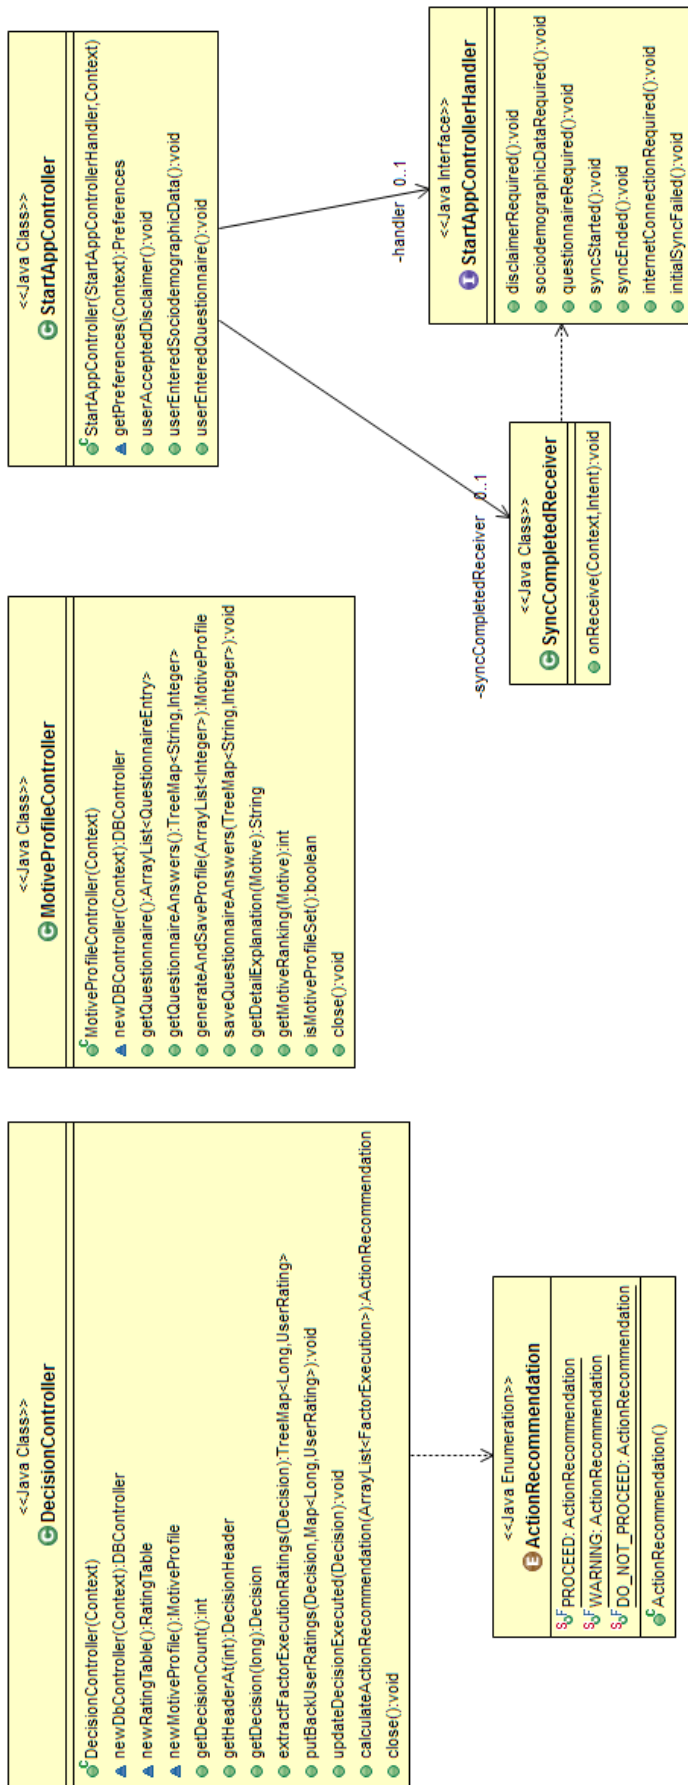 <<Java Class>>
DecisionController
DecisionController(Context)
newDbController(Context):DBController
newRatingTable():RatingTable
newMotiveProfile():MotiveProfile
getDecisionCount():int
getHeaderAt(int):DecisionHeader
getDecision(long):Decision
extractFactorExecutionRatings(Decision):TreeMap<Long,UserRating>
putBackUserRatings(Decision,Map<Long,UserRating>):void
updateDecisionExecuted(Decision):void
calculateActionRecommendation(ArrayList<FactorExecution>):ActionRecommendation
close():void
<<Java Enumeration>>
ActionRecommendation
PROCEED: ActionRecommendation
WARNING: ActionRecommendation
DO_NOT_PROCEED: ActionRecommendation
ActionRecommendation()
<<Java Class>>
MotiveProfileController
MotiveProfileController(Context)
newDBController(Context):DBController
getQuestionnaire():ArrayList<QuestionnaireEntry>
getQuestionnaireAnswers():TreeMap<String,Integer>
generateAndSaveProfile(ArrayList<Integer>):MotiveProfile
saveQuestionnaireAnswers(TreeMap<String,Integer>):void
getDetailExplanation(Motive):String
getMotiveRanking(Motive):int
isMotiveProfileSet():boolean
close():void
<<Java Class>>
StartAppController
StartAppController(StartAppControllerHandler,Context)
getPreferences(Context):Preferences
userAcceptedDisclaimer():void
userEnteredSociodemographicData():void
userEnteredQuestionnaire():void
-handler 0..1
-syncCompletedReceiver 0..1
<<Java Interface>>
StartAppControllerHandler
disclaimerRequired():void
sociodemographicDataRequired():void
questionnaireRequired():void
syncStarted():void
syncEnded():void
internetConnectionRequired():void
initialSyncFailed():void
<<Java Class>>
SyncCompletedReceiver
onReceive(Context,Intent):void